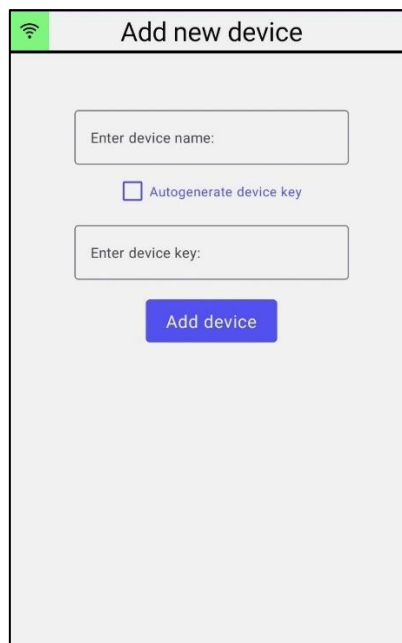 Add new device
Enter device name:
Autogenerate device key
Enter device key:
Add device